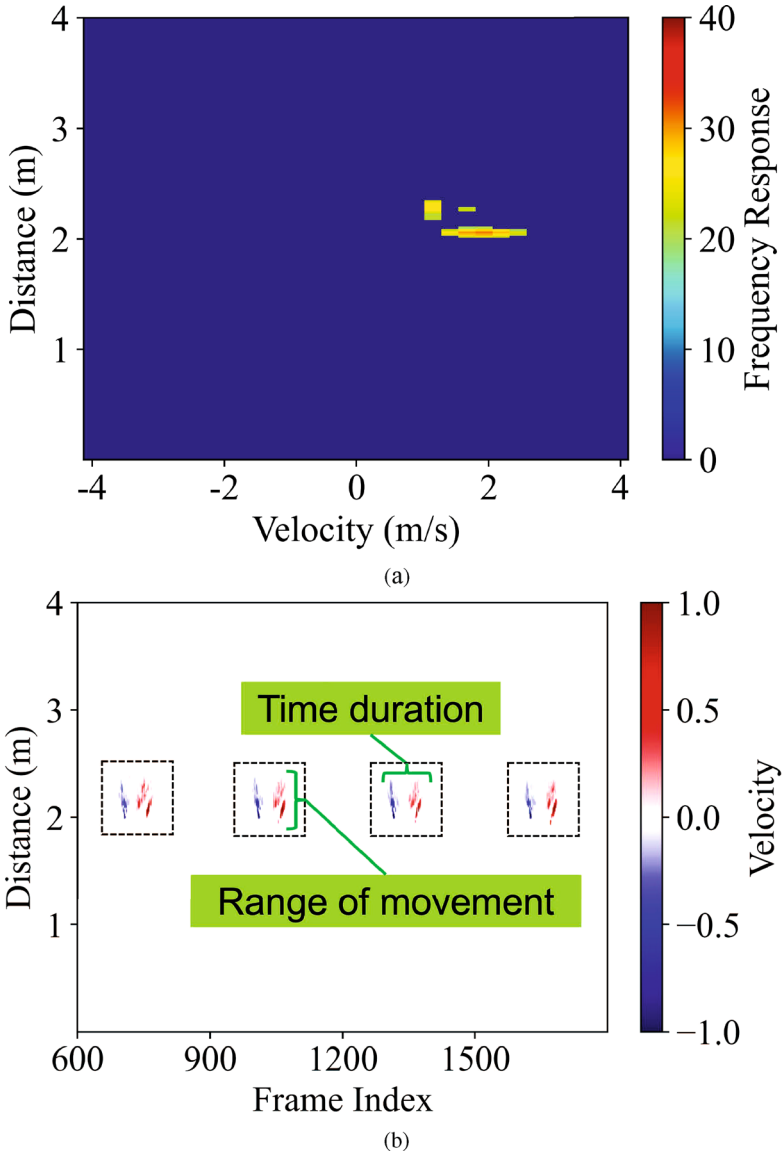 4
3
2
1
Distance (m)
-4
-2
0
2
4
Velocity (m/s)
40
30
20
10
0
Frequency Response
(a)
4
3
2
1
Distance (m)
Time duration
Range of movement
600
900
1200
1500
Frame Index
1.0
0.5
0.0
−0.5
−1.0
Velocity
(b)